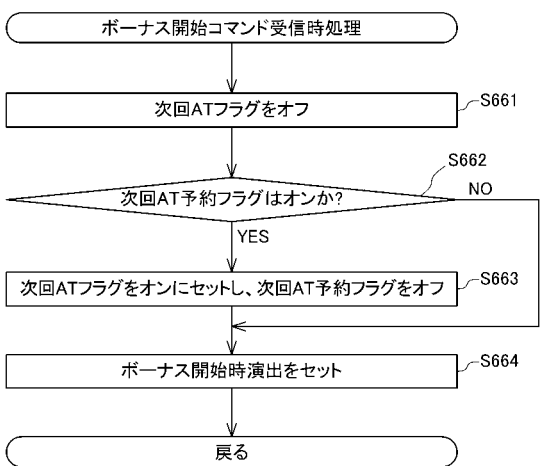 ボーナス開始コマンド受信時処理
次回ATフラグをオフ
S661
S662
次回AT予約フラグはオンか?
NO
YES
次回ATフラグをオンにセットし、次回AT予約フラグをオフ
S663
ボーナス開始時演出をセット
S664
戻る